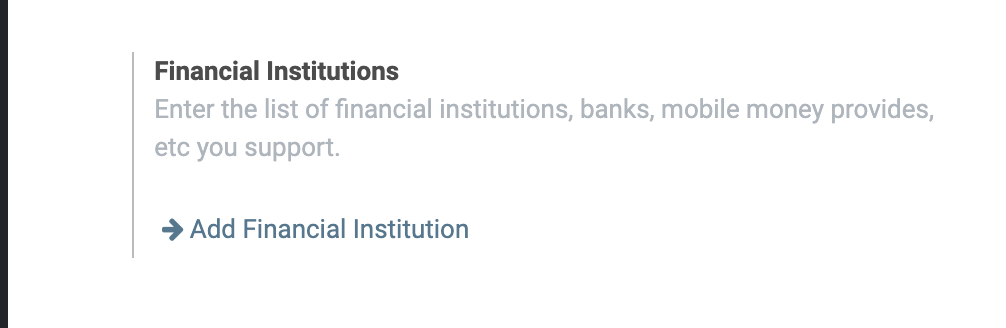 Financial Institutions
Enter the list of financial institutions, banks, mobile money provides,
etc you support.
Add Financial Institution